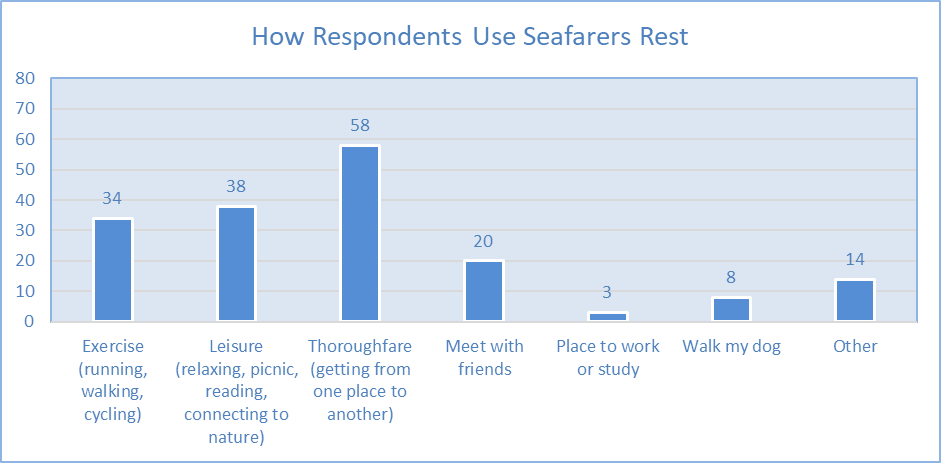 How Respondents Use Seafarers Rest
80
70
60
50
40
30
20
10
0
34
38
58
20
3
8
14
Exercise
(running,
walking,
cycling)
Leisure
(relaxing, picnic,
reading,
connecting to
nature)
Thoroughfare
(getting from
one place to
another)
Meet with
friends
Place to work
or study
Walk my dog
Other